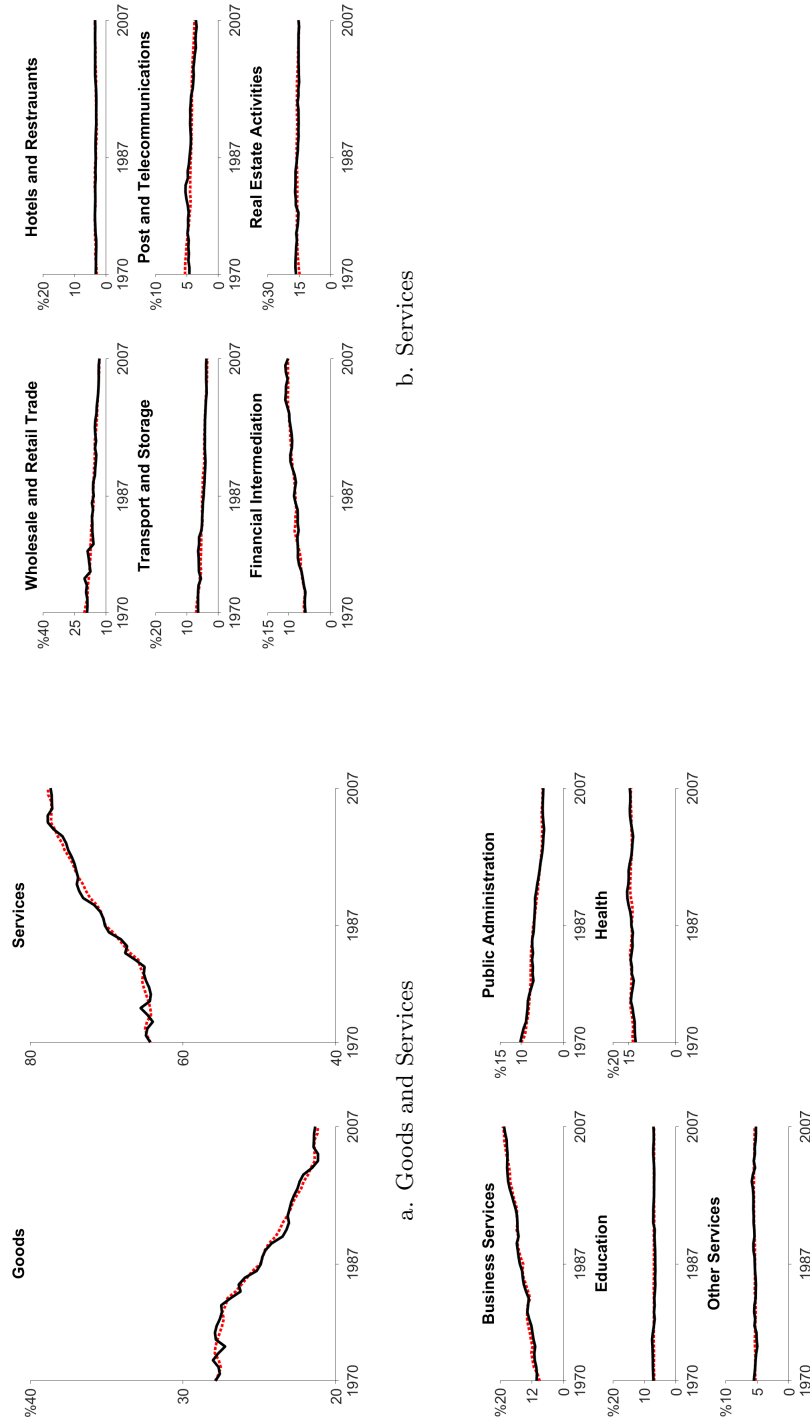 Goods
%40
30
20
1970 1987 2007
Services
80
60
40
1970 1987 2007
a. Goods and Services
Wholesale and Retail Trade
%40
25
10
1970 1987 2007
Hotels and Restrauants
%20
10
0
1970 1987 2007
Transport and Storage
%20
10
0
1970 1987 2007
Post and Telecommunications
%10
5
0
1970 1987 2007
Financial Intermediation
%15
10
0
1970 1987 2007
Real Estate Activities
%30
15
0
1970 1987 2007
b. Services
Business Services
%20
12
0
1970 1987 2007
Public Administration
%15
10
0
1970 1987 2007
Education
%20
10
0
1970 1987 2007
Health
%20
15
0
1970 1987 2007
Other Services
%10
5
0
1970 1987 2007